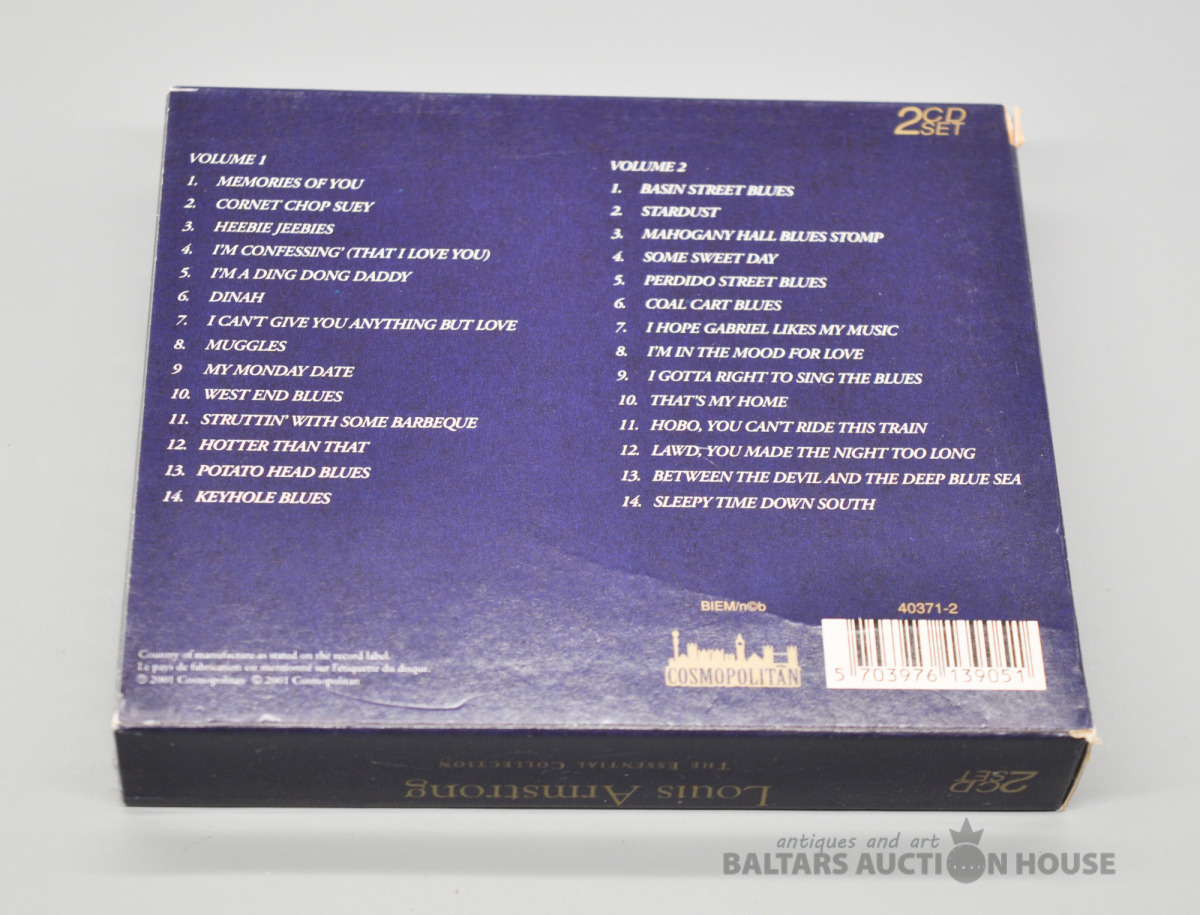 2 CD SET
VOLUME 1
1. MEMORIES OF YOU
2. CORNET CHOP SUEY
3. HEEBIE JEEBIES
4. I'M CONFESSING' (THAT I LOVE YOU)
5. I'M A DING DONG DADDY
6. DINAH
7. I CAN'T GIVE YOU ANYTHING BUT LOVE
8. MUGGLES
9 MY MONDAY DATE
10. WEST END BLUES
11. STRUTTIN' WITH SOME BARBEQUE
12. HOTTER THAN THAT
13. POTATO HEAD BLUES
14. KEYHOLE BLUES
VOLUME 2
1. BASIN STREET BLUES
2. STARDUST
3. MAHOGANY HALL BLUES STOMP
4. SOME SWEET DAY
5. PERDIDO STREET BLUES
6. COAL CART BLUES
7. I HOPE GABRIEL LIKES MY MUSIC
8. I'M IN THE MOOD FOR LOVE
9. I GOTTA RIGHT TO SING THE BLUES
10. THAT'S MY HOME
11. HOBO, YOU CAN'T RIDE THIS TRAIN
12. LAWD, YOU MADE THE NIGHT TOO LONG
13. BETWEEN THE DEVIL AND THE DEEP BLUE SEA
14. SLEEPY TIME DOWN SOUTH
BIEM/n©b
40371-2
COSMOPOLITAN
5 703976 139051
Country of manufacture as stated on the record label.
Le pays de fabrication est mentionné sur l'étiquette du disque.
℗ 2001 Cosmopolitan © 2001 Cosmopolitan
Louis Armstrong
THE ESSENTIAL COLLECTION
2 CD SET
antiques and art
BALTARS AUCTION HOUSE